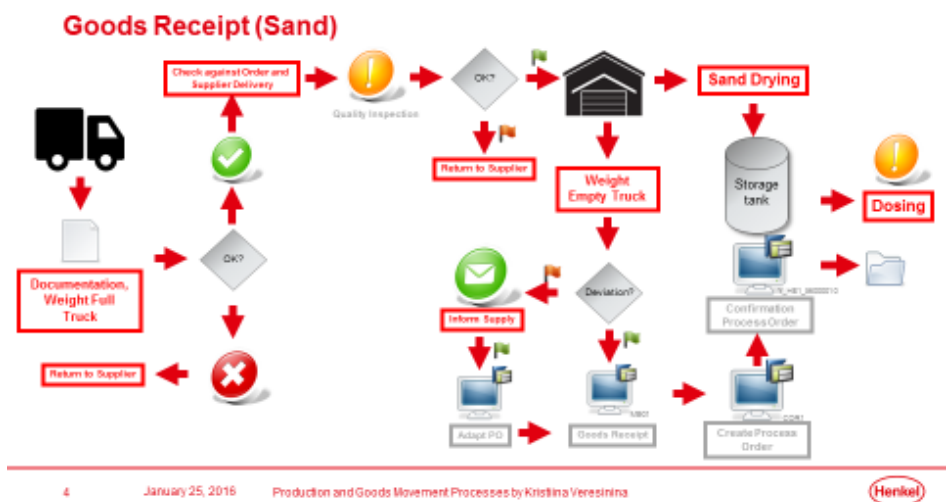 Goods Receipt (Sand)
Check against Order and
Supplier Delivery
Quality Inspection
OK?
Return to Supplier
Sand Drying
Weight
Empty Truck
Storage
tank
Dosing
Documentation,
Weight Full
Truck
OK?
Return to Supplier
Inform Supply
Deviation?
Confirmation
Process Order
Adapt PO
Goods Receipt
Create Process
Order
4
January 25, 2016
Production and Goods Movement Processes by Kristiina Veresinina
Henkel